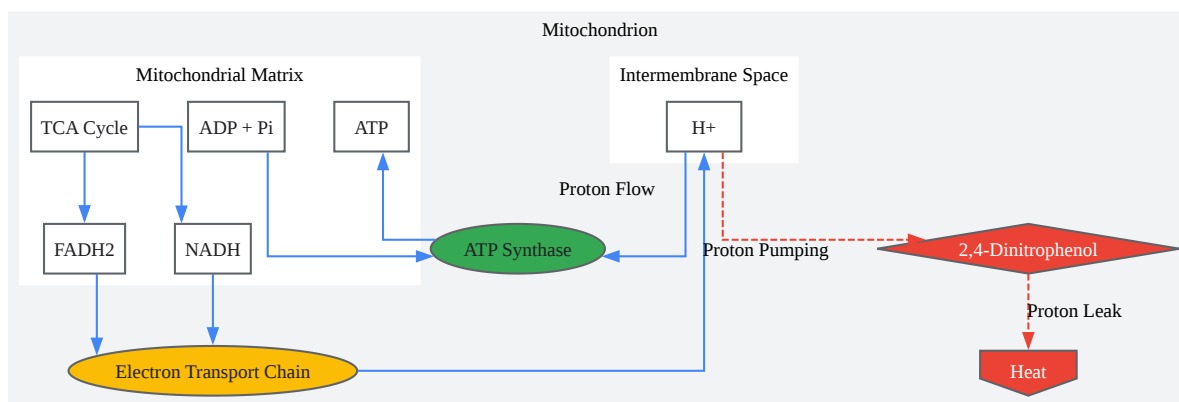 Mitochondrion
Mitochondrial Matrix
Intermembrane Space
TCA Cycle
ADP + Pi
ATP
H+
Proton Flow
FADH2
NADH
ATP Synthase
Proton Pumping
2,4-Dinitrophenol
Proton Leak
Electron Transport Chain
Heat